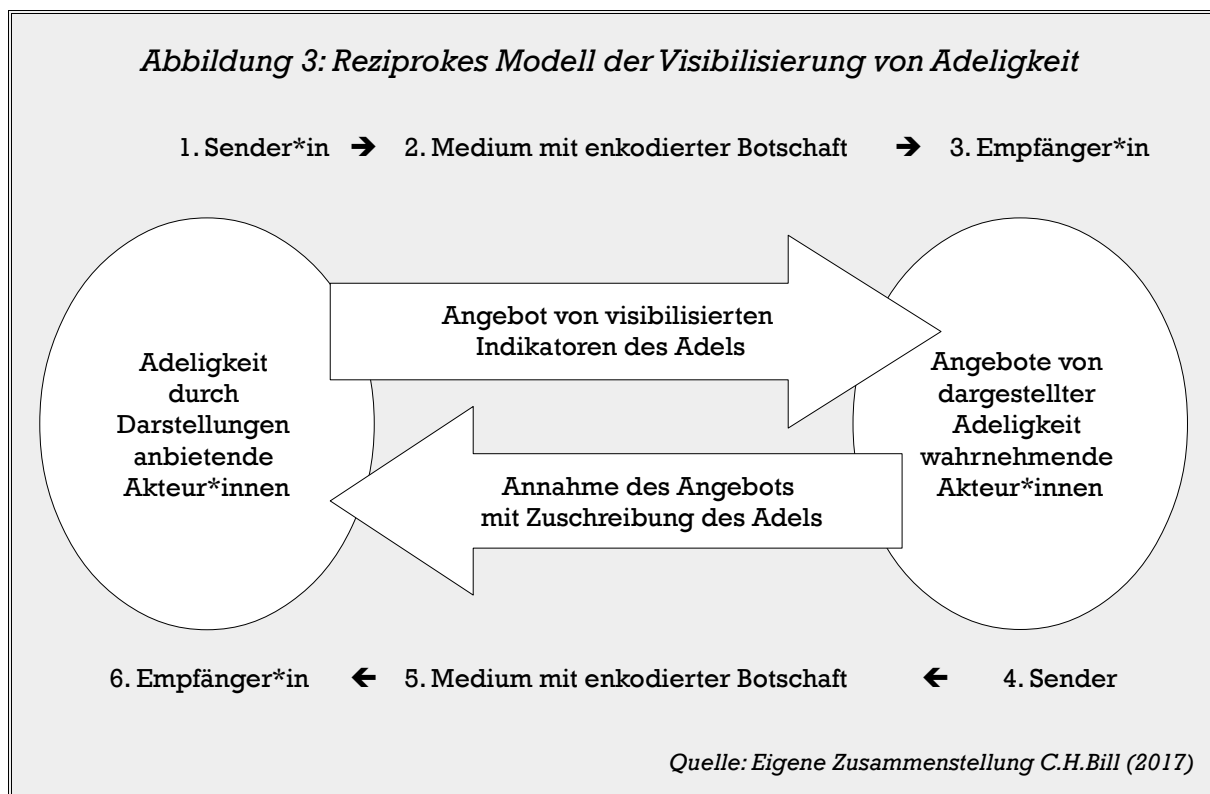 Abbildung 3: Reziprokes Modell der Visibilisierung von Adeligkeit
1. Sender*in ➔ 2. Medium mit enkodierter Botschaft ➔ 3. Empfänger*in
Adeligkeit
durch
Darstellungen
anbietende
Akteur*innen
Angebot von visibilisierten
Indikatoren des Adels
Annahme des Angebots
mit Zuschreibung des Adels
Angebote von
dargestellter
Adeligkeit
wahrnehmende
Akteur*innen
6. Empfänger*in 🡸 5. Medium mit enkodierter Botschaft 🡸 4. Sender
Quelle: Eigene Zusammenstellung C.H.Bill (2017)